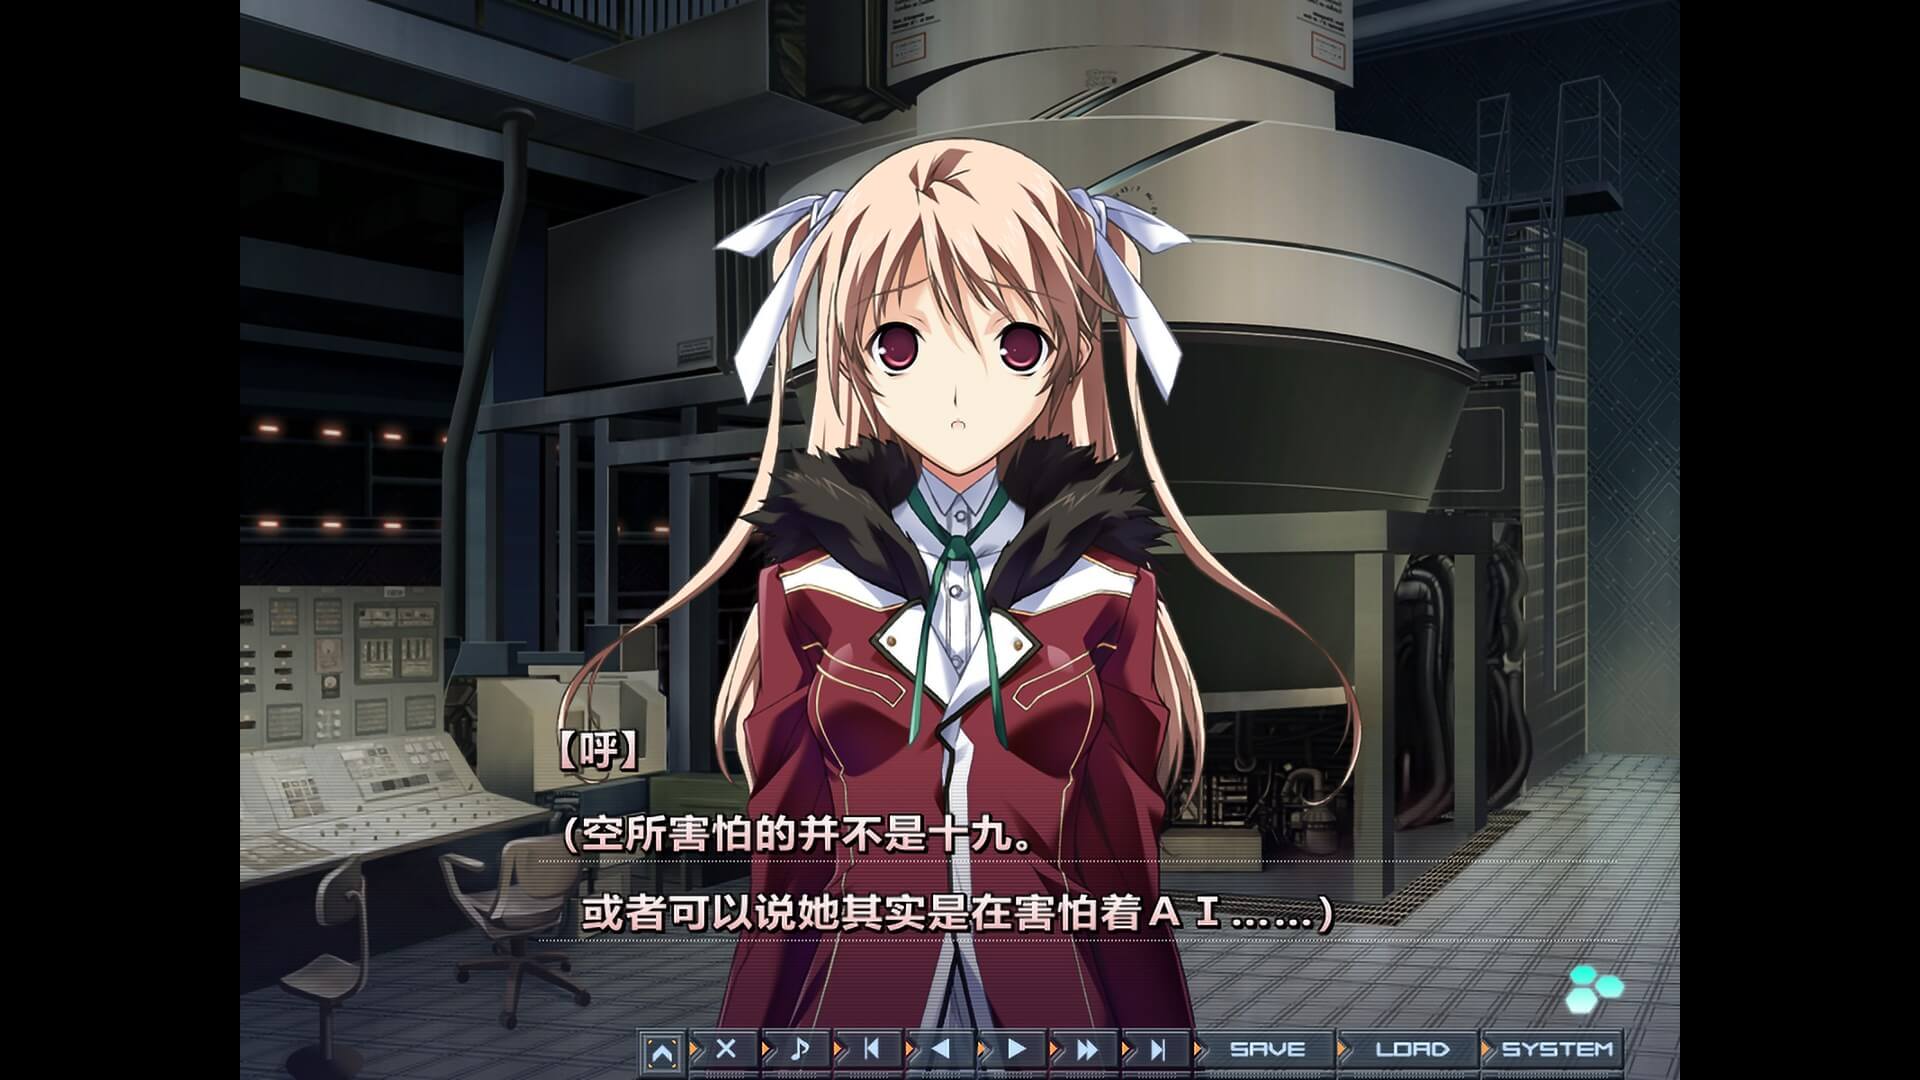 【呼】
(空所害怕的并不是十九。
或者可以说她其实是在害怕着ＡＩ……)
SAVE
LOAD
SYSTEM